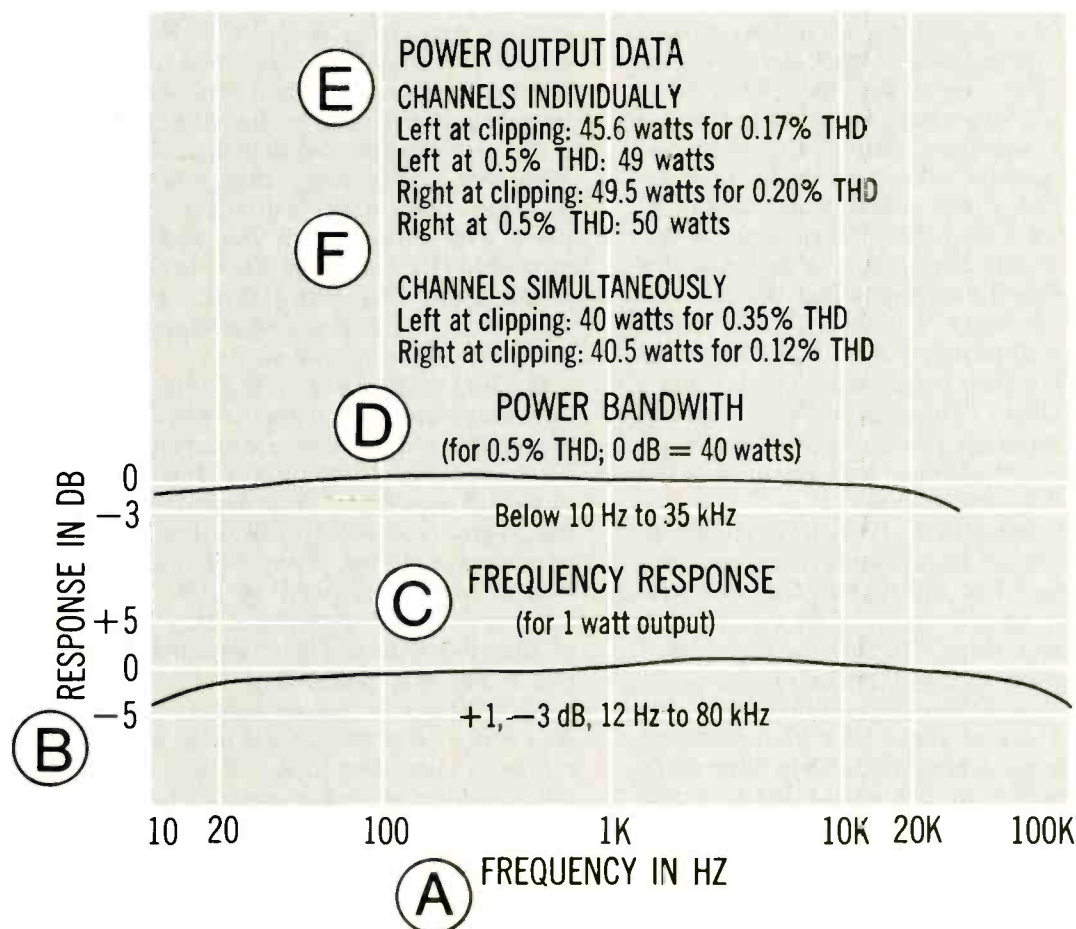 E
POWER OUTPUT DATA
CHANNELS INDIVIDUALLY
Left at clipping: 45.6 watts for 0.17% THD
Left at 0.5% THD: 49 watts
Right at clipping: 49.5 watts for 0.20% THD
Right at 0.5% THD: 50 watts
F
CHANNELS SIMULTANEOUSLY
Left at clipping: 40 watts for 0.35% THD
Right at clipping: 40.5 watts for 0.12% THD
D
POWER BANDWITH
(for 0.5% THD; 0 dB = 40 watts)
0
−3
Below 10 Hz to 35 kHz
RESPONSE IN DB
C
FREQUENCY RESPONSE
(for 1 watt output)
+5
0
−5
+1, −3 dB, 12 Hz to 80 kHz
B
10 20 100 1K 10K 20K 100K
A
FREQUENCY IN HZ